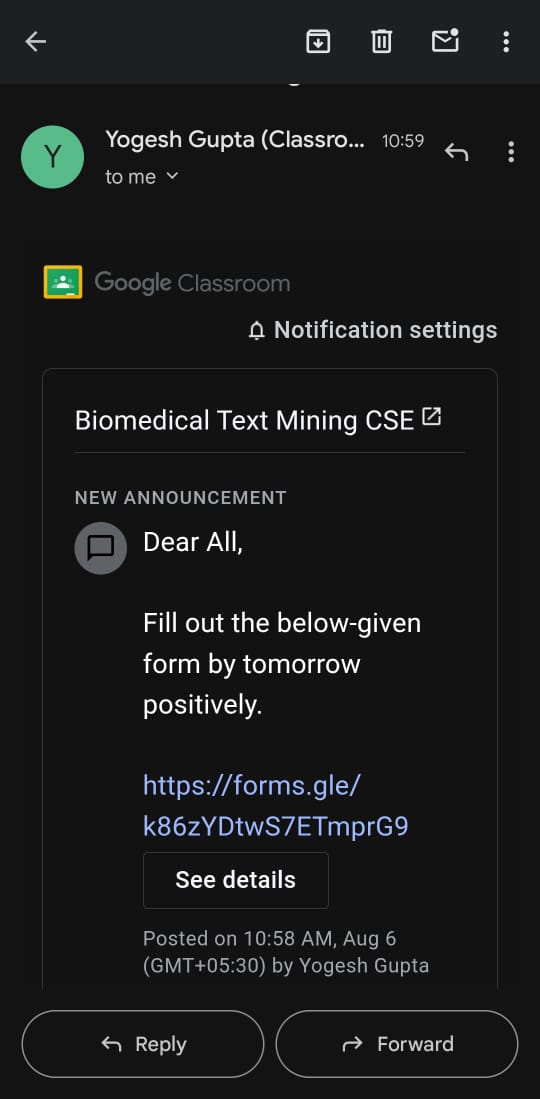 Y
Yogesh Gupta (Classro...
10:59
to me
Google Classroom
Notification settings
Biomedical Text Mining CSE
NEW ANNOUNCEMENT
Dear All,
Fill out the below-given
form by tomorrow
positively.
https://forms.gle/
k86zYDtwS7ETmprG9
See details
Posted on 10:58 AM, Aug 6
(GMT+05:30) by Yogesh Gupta
Reply
Forward